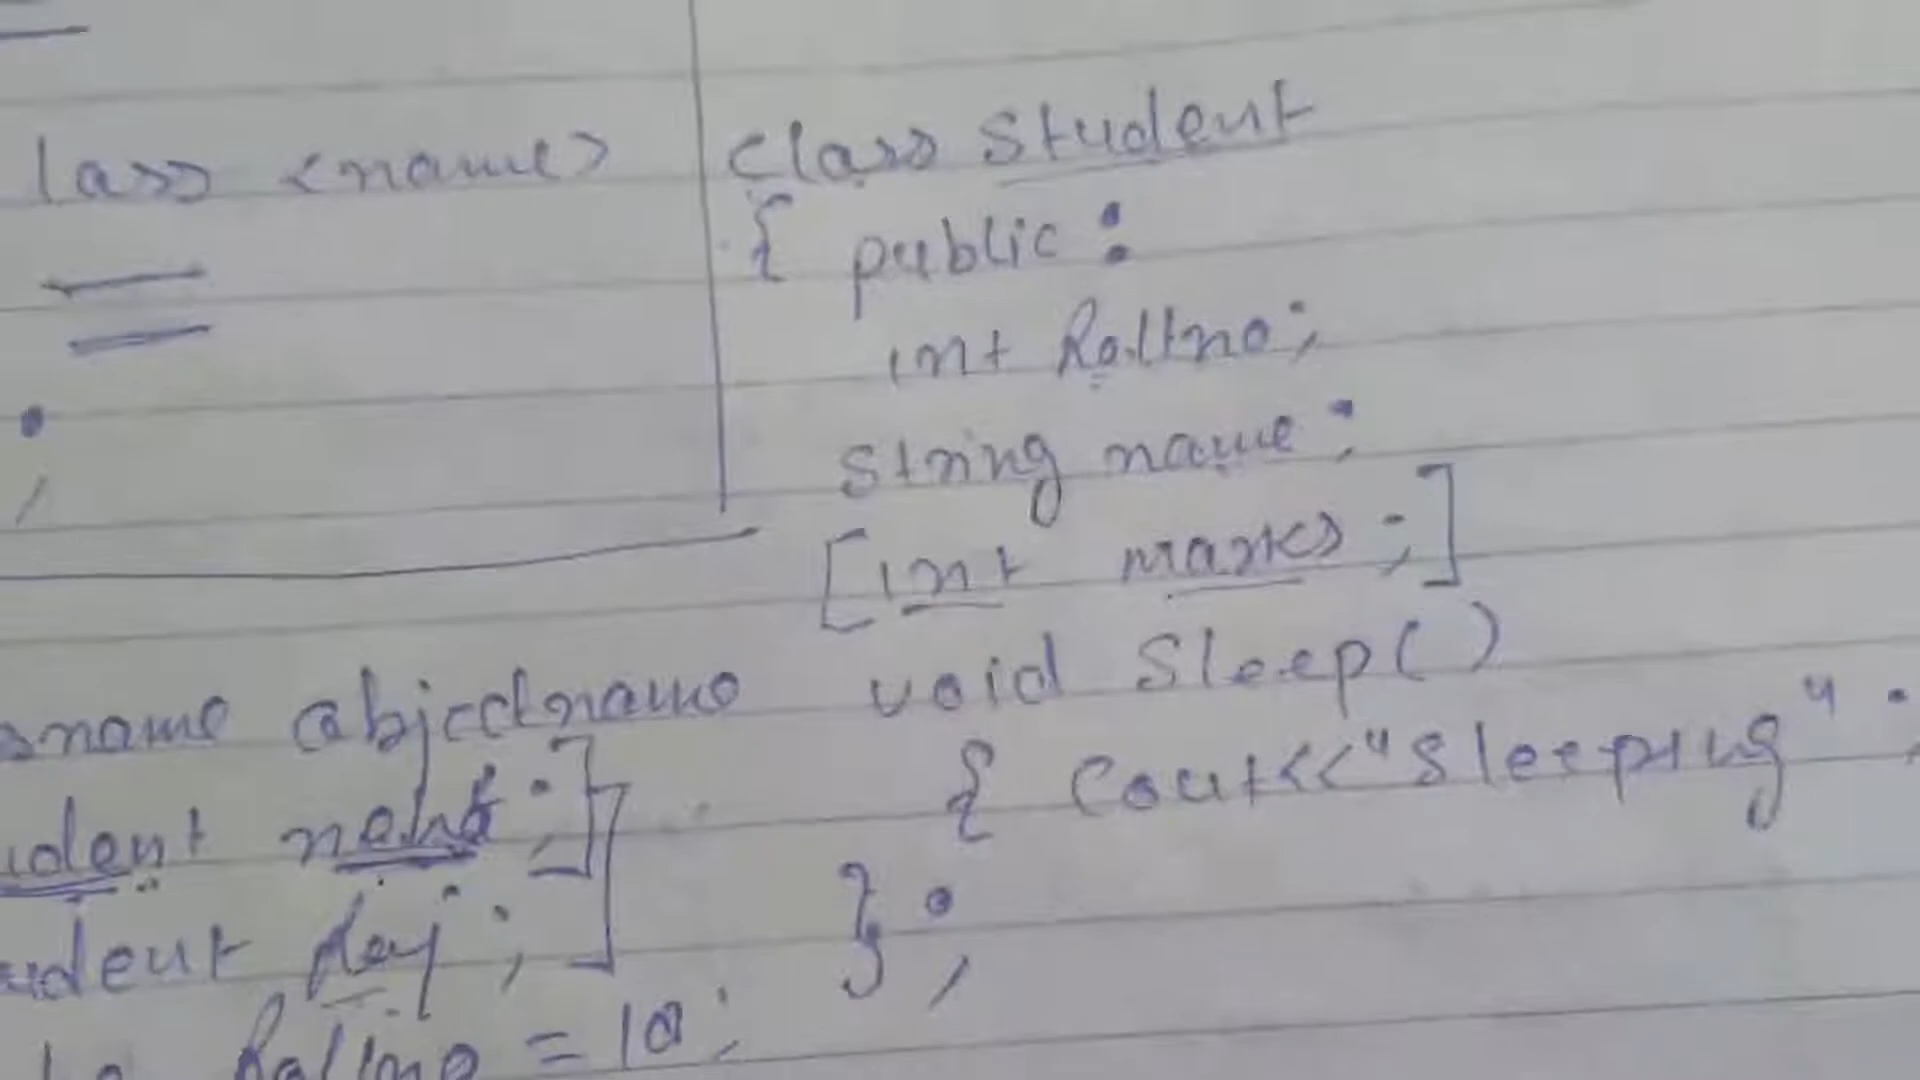 lass <name>
;
class Student
{ public :
int Rollno;
string name;
[int marks;]
void Sleep()
{ cout<<"Sleeping" ;
};
sname objectname
udent
udent
Rollno = 10;